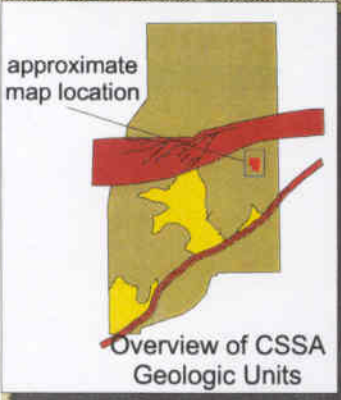 approximate
map location
Overview of CSSA
Geologic Units